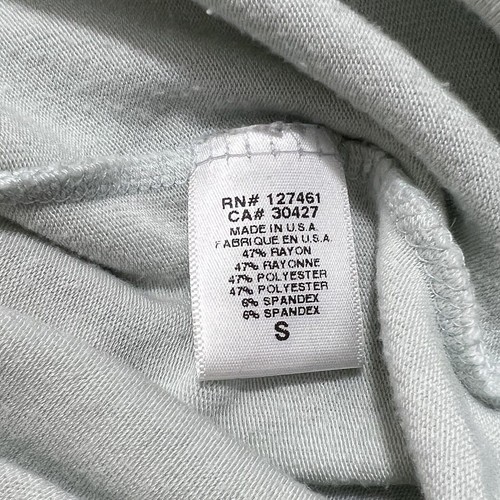 RN# 127461
CA# 30427
MADE IN U.S.A.
FABRIQUE EN U.S.A.
47% RAYON
47% RAYONNE
47% POLYESTER
47% POLYESTER
6% SPANDEX
6% SPANDEX
S